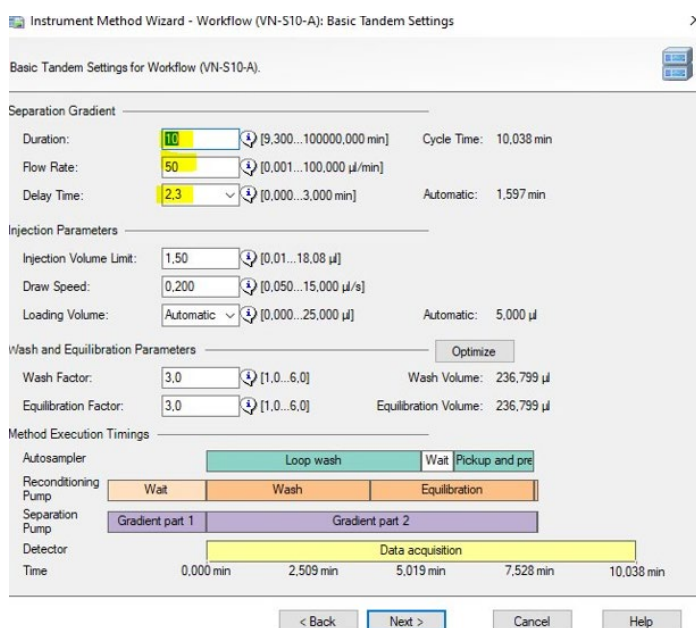 Instrument Method Wizard - Workflow (VN-S10-A): Basic Tandem Settings
Basic Tandem Settings for Workflow (VN-S10-A).
Separation Gradient
Duration: 10 [9,300...100000,000 min] Cycle Time: 10,038 min
Flow Rate: 50 [0,001...100,000 µl/min]
Delay Time: 2,3 [0,000...3,000 min] Automatic: 1,597 min
Injection Parameters
Injection Volume Limit: 1,50 [0,01...18,08 µl]
Draw Speed: 0,200 [0,050...15,000 µl/s]
Loading Volume: Automatic [0,000...25,000 µl] Automatic: 5,000 µl
Wash and Equilibration Parameters Optimize
Wash Factor: 3,0 [1,0...6,0] Wash Volume: 236,799 µl
Equilibration Factor: 3,0 [1,0...6,0] Equilibration Volume: 236,799 µl
Method Execution Timings
Autosampler Loop wash Wait Pickup and pre
Reconditioning Pump Wait Wash Equilibration
Separation Pump Gradient part 1 Gradient part 2
Detector Data acquisition
Time 0,000 min 2,509 min 5,019 min 7,528 min 10,038 min
< Back Next > Cancel Help